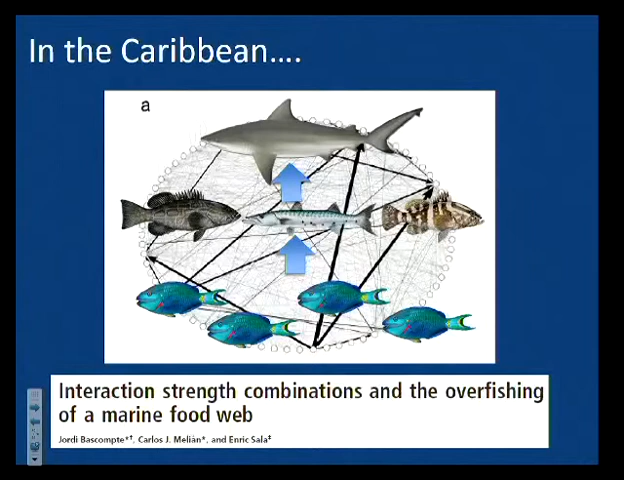 In the Caribbean....
a
Interaction strength combinations and the overfishing
of a marine food web
Jordi Bascompte*†, Carlos J. Melián*, and Enric Sala‡